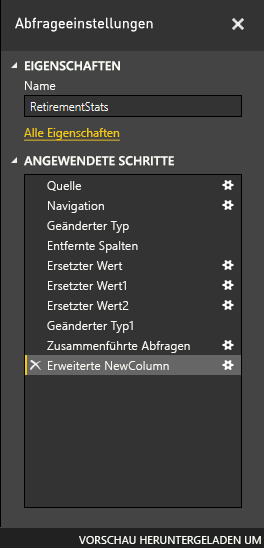 Abfrageeinstellungen
EIGENSCHAFTEN
Name
RetirementStats
Alle Eigenschaften
ANGEWENDETE SCHRITTE
Quelle
Navigation
Geänderter Typ
Entfernte Spalten
Ersetzter Wert
Ersetzter Wert1
Ersetzter Wert2
Geänderter Typ1
Zusammenführte Abfragen
Erweiterte NewColumn
VORSCHAU HERUNTERGELADEN UM